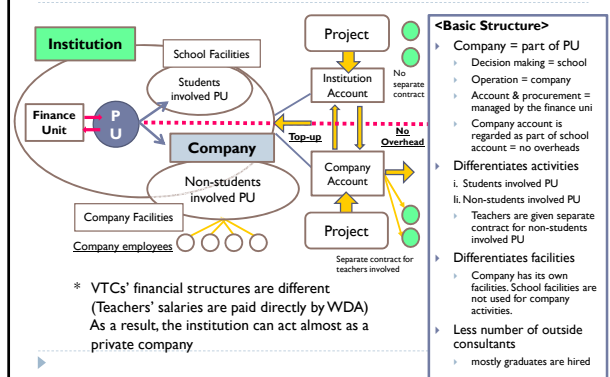 Institution
School Facilities
Students
involved PU
Finance
Unit
P
U
Company
Non-students
involved PU
Company Facilities
Company employees
Project
Institution
Account
No
separate
contract
Top-up
No
Overhead
Company
Account
Project
Separate contract for
teachers involved
* VTCs' financial structures are different
(Teachers' salaries are paid directly by WDA)
As a result, the institution can act almost as a
private company
<Basic Structure>
Company = part of PU
Decision making = school
Operation = company
Account & procurement =
managed by the finance uni
Company account is
regarded as part of school
account = no overheads
Differentiates activities
i. Students involved PU
Ii. Non-students involved PU
Teachers are given separate
contract for non-students
involved PU
Differentiates facilities
Company has its own
facilities. School facilities are
not used for company
activities.
Less number of outside
consultants
mostly graduates are hired